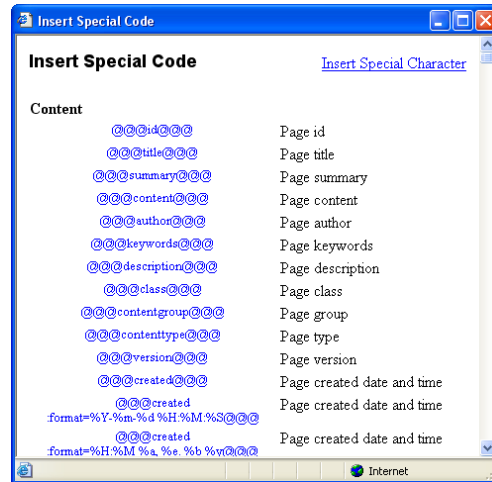 Insert Special Code
Insert Special Code
Insert Special Character
Content
@@@id@@@ Page id
@@@title@@@ Page title
@@@summary@@@ Page summary
@@@content@@@ Page content
@@@author@@@ Page author
@@@keywords@@@ Page keywords
@@@description@@@ Page description
@@@class@@@ Page class
@@@contentgroup@@@ Page group
@@@contenttype@@@ Page type
@@@version@@@ Page version
@@@created@@@ Page created date and time
@@@created Page created date and time
:format=%Y-%m-%d %H:%M:%S@@@
@@@created Page created date and time
:format=%H:%M %a, %e. %b %y@@@
Internet